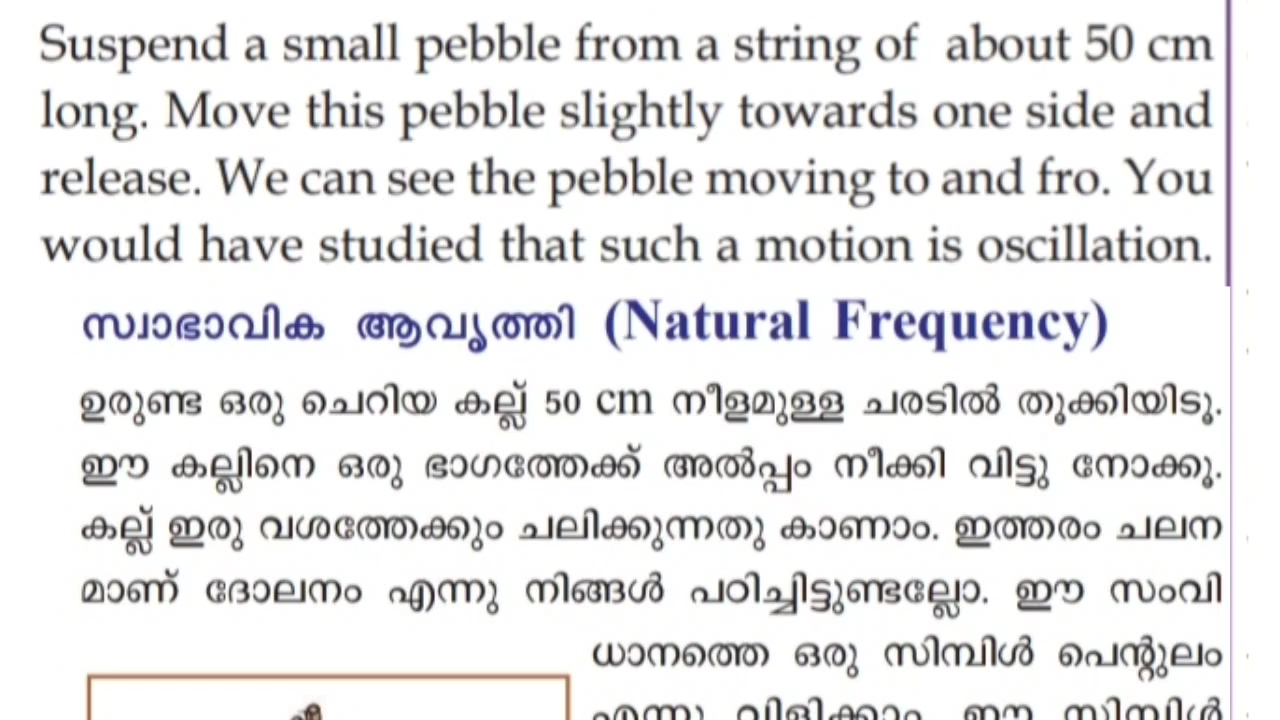 Suspend a small pebble from a string of about 50 cm
long. Move this pebble slightly towards one side and
release. We can see the pebble moving to and fro. You
would have studied that such a motion is oscillation.
സ്വാഭാവിക ആവൃത്തി (Natural Frequency)
ഉരുണ്ട ഒരു ചെറിയ കല്ല് 50 cm നീളമുള്ള ചരടിൽ തൂക്കിയിടൂ.
ഈ കല്ലിനെ ഒരു ഭാഗത്തേക്ക് അൽപ്പം നീക്കി വിട്ടു നോക്കൂ.
കല്ല് ഇരു വശത്തേക്കും ചലിക്കുന്നതു കാണാം. ഇത്തരം ചലന
മാണ് ദോലനം എന്നു നിങ്ങൾ പഠിച്ചിട്ടുണ്ടല്ലോ. ഈ സംവി
ധാനത്തെ ഒരു സിമ്പിൾ പെന്റുലം
എന്നു വിളിക്കാം. ഈ സിമ്പിൾ